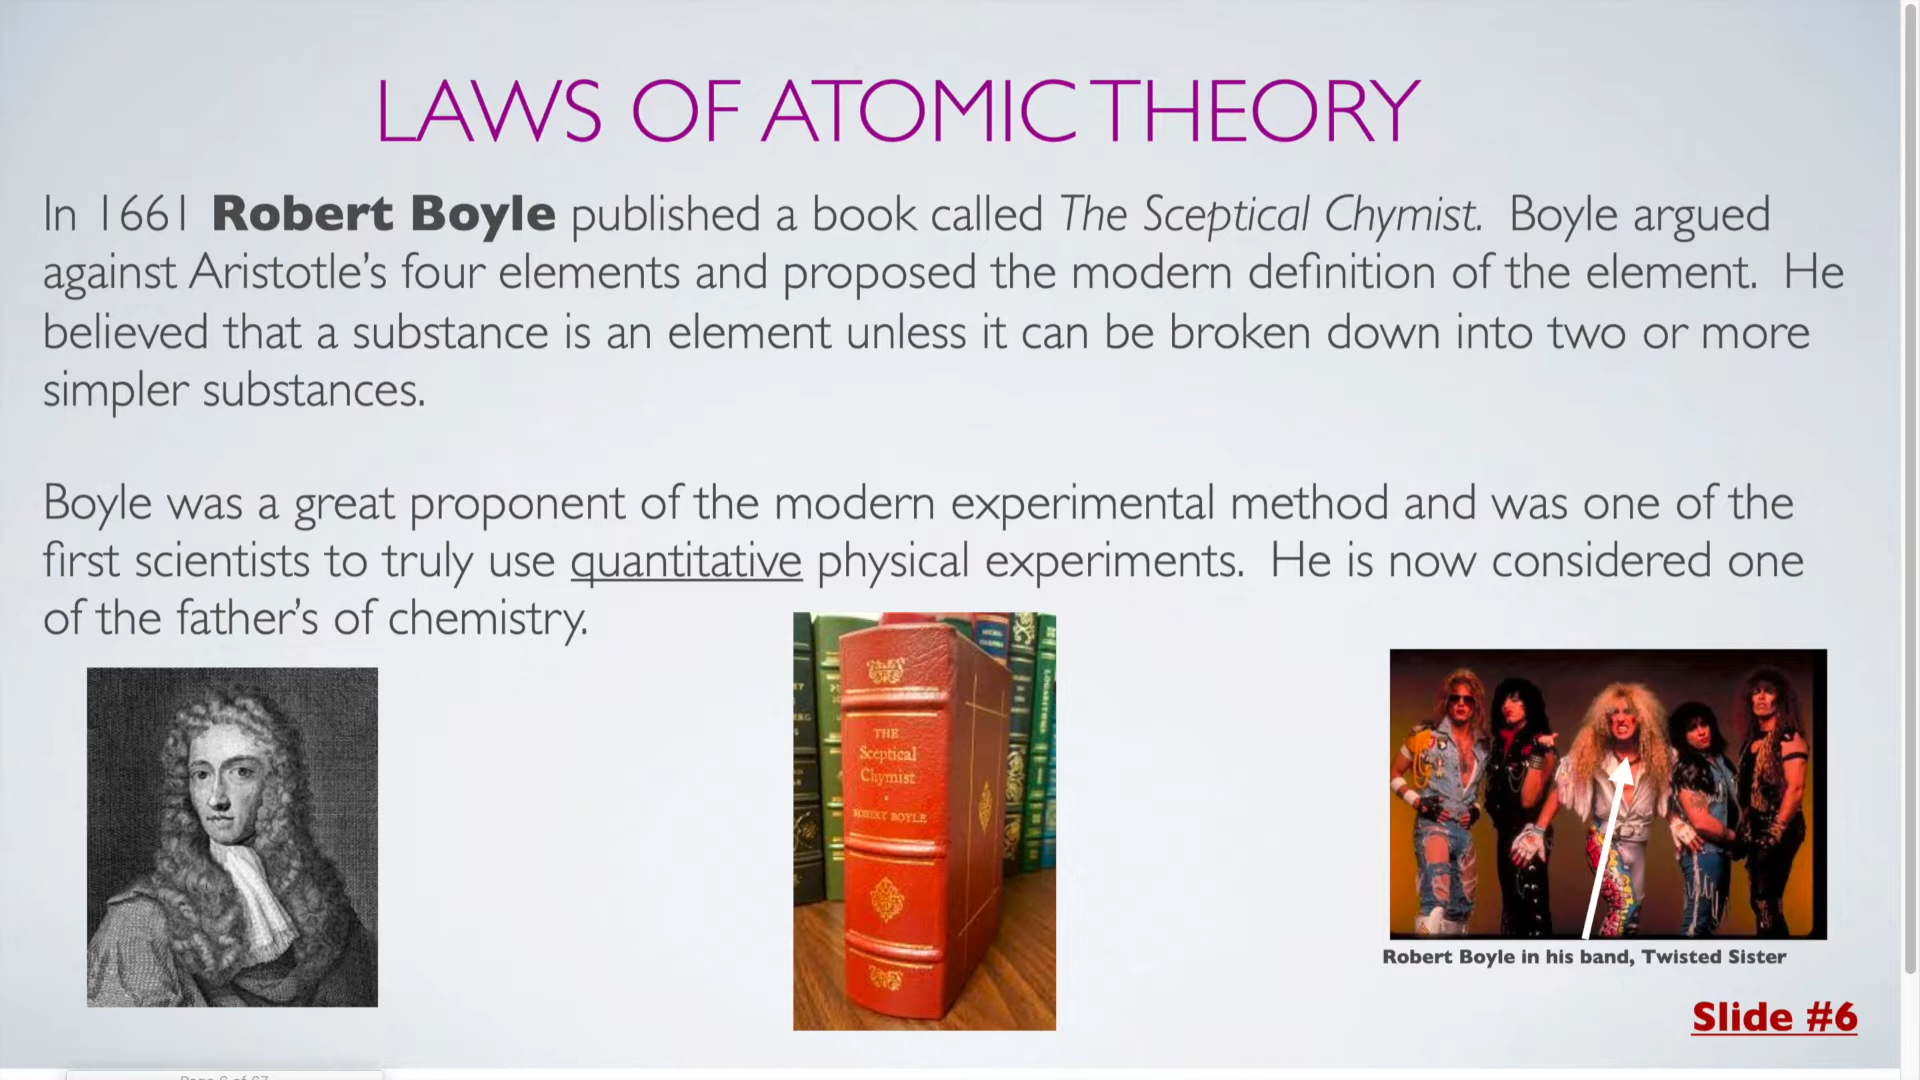 LAWS OF ATOMIC THEORY
In 1661 Robert Boyle published a book called The Sceptical Chymist. Boyle argued
against Aristotle's four elements and proposed the modern definition of the element. He
believed that a substance is an element unless it can be broken down into two or more
simpler substances.
Boyle was a great proponent of the modern experimental method and was one of the
first scientists to truly use quantitative physical experiments. He is now considered one
of the father's of chemistry.
THE
Sceptical
Chymist
ROBERT BOYLE
Robert Boyle in his band, Twisted Sister
Slide #6